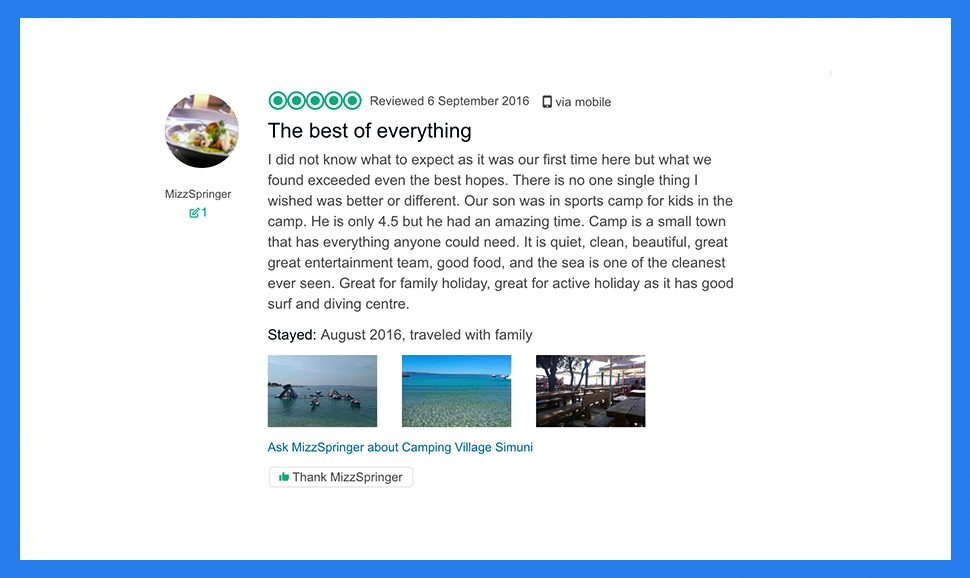 Reviewed 6 September 2016 via mobile
The best of everything
I did not know what to expect as it was our first time here but what we
found exceeded even the best hopes. There is no one single thing I
wished was better or different. Our son was in sports camp for kids in the
camp. He is only 4.5 but he had an amazing time. Camp is a small town
that has everything anyone could need. It is quiet, clean, beautiful, great
great entertainment team, good food, and the sea is one of the cleanest
ever seen. Great for family holiday, great for active holiday as it has good
surf and diving centre.
MizzSpringer
1
Stayed: August 2016, traveled with family
Ask MizzSpringer about Camping Village Simuni
Thank MizzSpringer